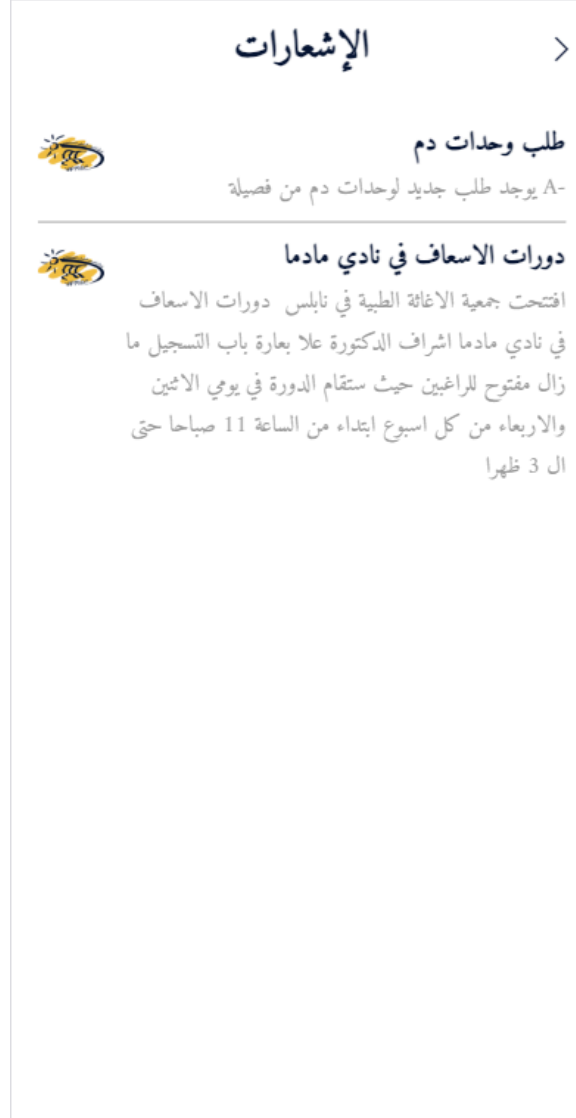 الإشعارات
طلب وحدات دم
-A يوجد طلب جديد لوحدات دم من فصيلة
دورات الاسعاف في نادي مادما
افتتحت جمعية الاغاثة الطبية في نابلس دورات الاسعاف
في نادي مادما اشراف الدكتورة علا بعارة باب التسجيل ما
زال مفتوح للراغبين حيث ستقام الدورة في يومي الاثنين
والاربعاء من كل اسبوع ابتداء من الساعة 11 صباحا حتى
ال 3 ظهرا